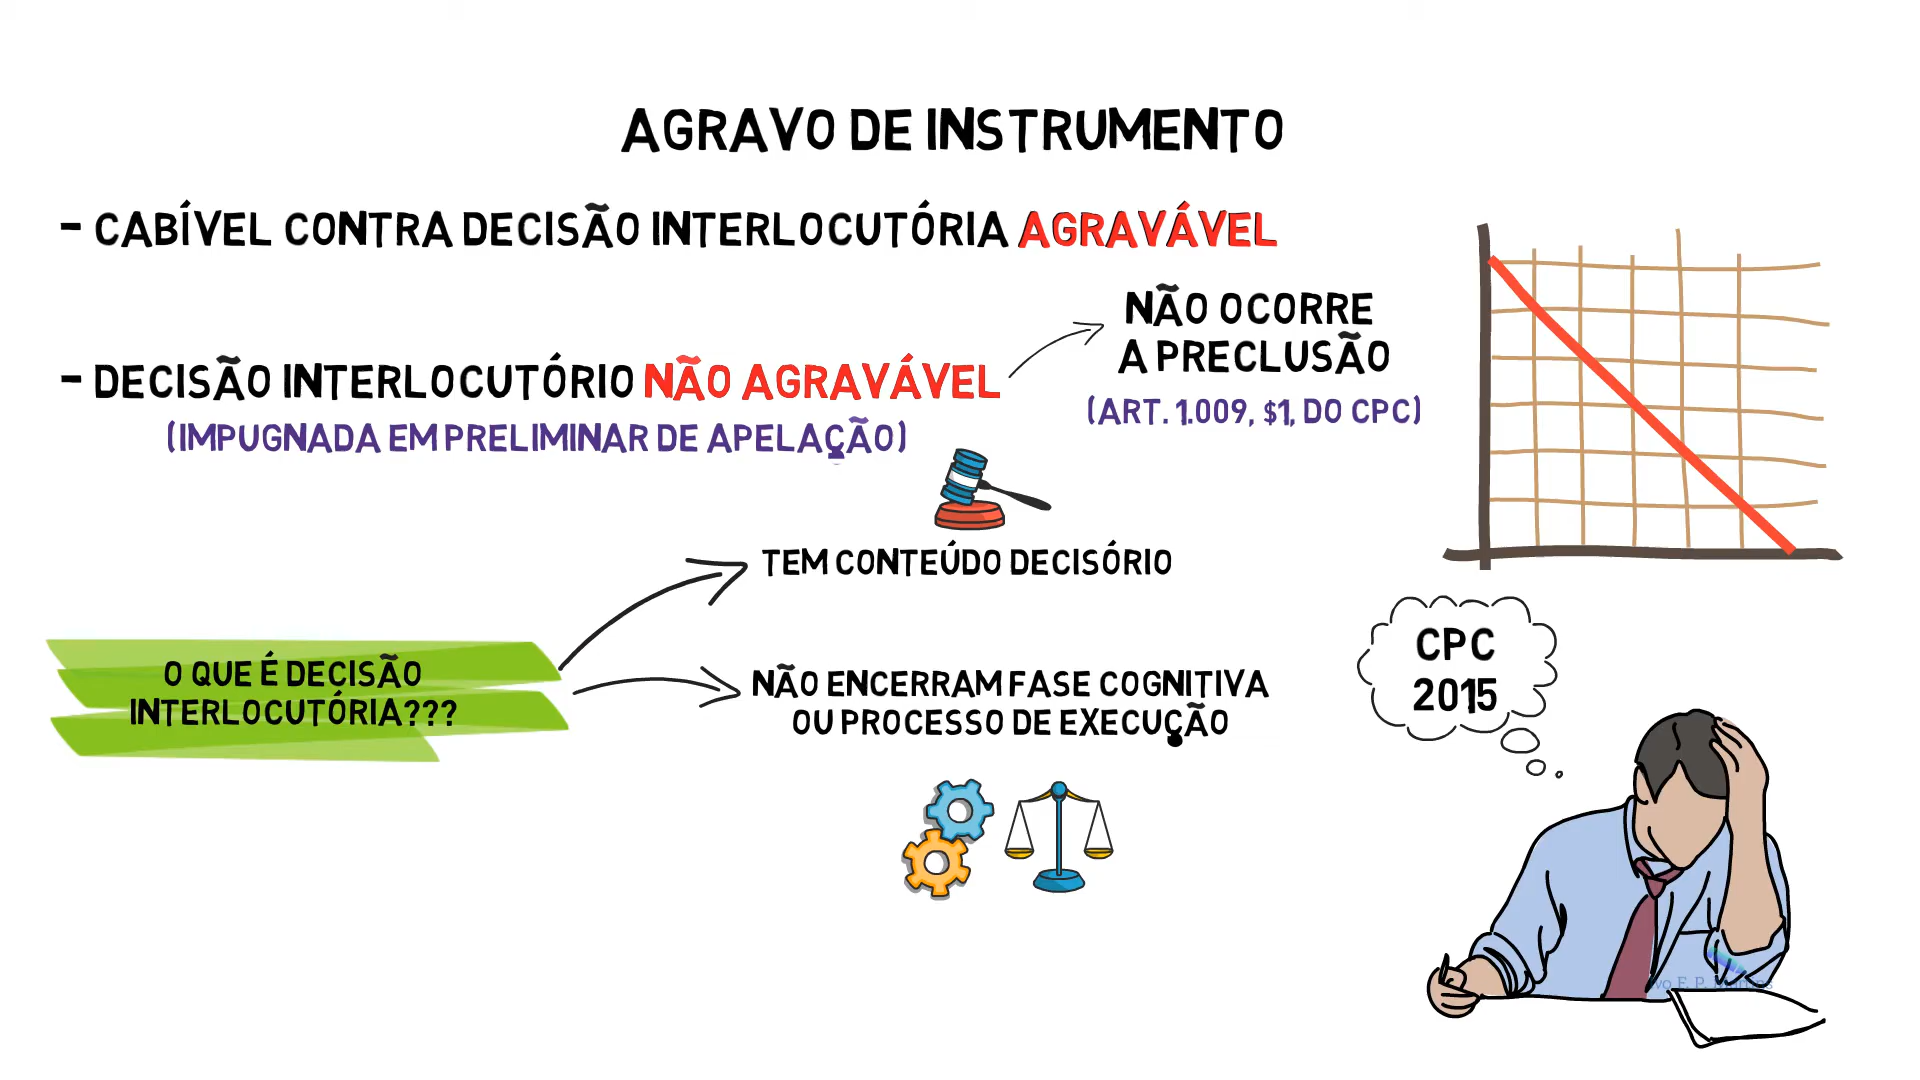 AGRAVO DE INSTRUMENTO
- CABÍVEL CONTRA DECISÃO INTERLOCUTÓRIA AGRAVÁVEL
NÃO OCORRE
A PRECLUSÃO
(ART. 1.009, $1, DO CPC)
- DECISÃO INTERLOCUTÓRIO NÃO AGRAVÁVEL
(IMPUGNADA EM PRELIMINAR DE APELAÇÃO)
TEM CONTEÚDO DECISÓRIO
O QUE É DECISÃO
INTERLOCUTÓRIA???
NÃO ENCERRAM FASE COGNITIVA
OU PROCESSO DE EXECUÇÃO
CPC
2015